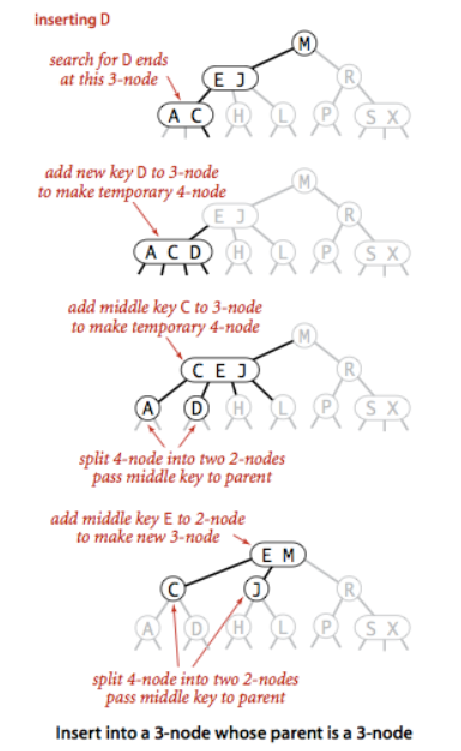 inserting D
search for D ends
at this 3-node
M
E J
R
A C
H
L
P
S X
add new key D to 3-node
to make temporary 4-node
M
E J
R
A C D
H
L
P
S X
add middle key C to 3-node
to make temporary 4-node
M
C E J
R
A
D
H
L
P
S X
split 4-node into two 2-nodes
pass middle key to parent
add middle key E to 2-node
to make new 3-node
E M
C
J
R
A
D
H
L
P
S X
split 4-node into two 2-nodes
pass middle key to parent
Insert into a 3-node whose parent is a 3-node